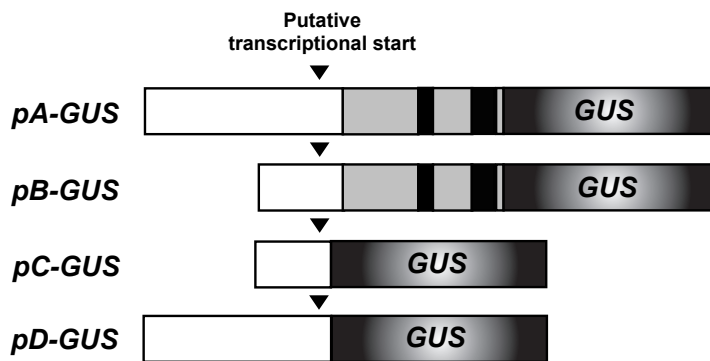 Putative
transcriptional start
pA-GUS GUS
pB-GUS GUS
pC-GUS GUS
pD-GUS GUS